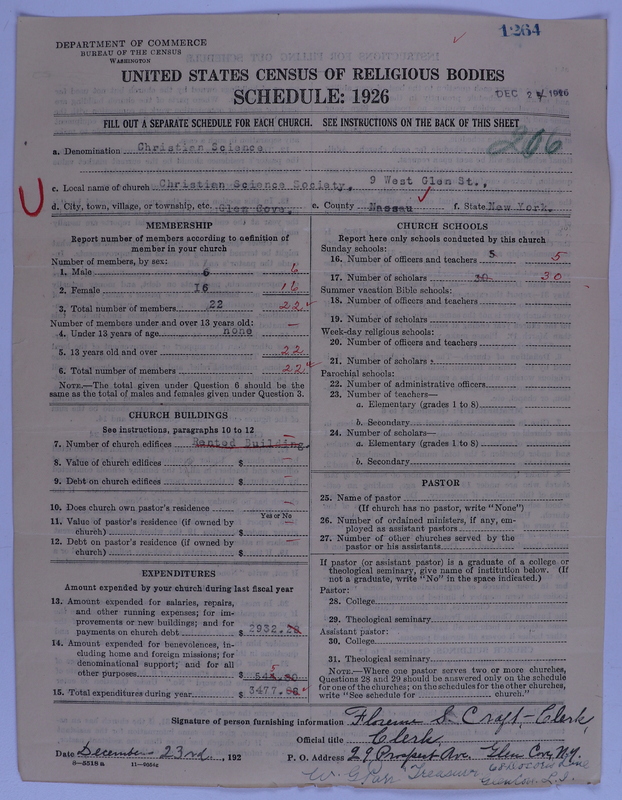 1264
DEPARTMENT OF COMMERCE
BUREAU OF THE CENSUS
WASHINGTON
UNITED STATES CENSUS OF RELIGIOUS BODIES
SCHEDULE: 1926
DEC 2 1926
FILL OUT A SEPARATE SCHEDULE FOR EACH CHURCH. SEE INSTRUCTIONS ON THE BACK OF THIS SHEET
266
a. Denomination Christian Science
c. Local name of church Christian Science Society, 9 West Glen St.,
d. City, town, village, or township, etc. Glen Cove, e. County Nassau f. State New York.
MEMBERSHIP
Report number of members according to definition of
member in your church
Number of members, by sex:
1. Male 6 6
2. Female 16 16
3. Total number of members 22 22
Number of members under and over 13 years old:
4. Under 13 years of age none —
5. 13 years old and over 22
6. Total number of members 22
NOTE.—The total given under Question 6 should be the
same as the total of males and females given under Question 3.
CHURCH BUILDINGS
See instructions, paragraphs 10 to 12
7. Number of church edifices Rented Building.
8. Value of church edifices $ —
9. Debt on church edifices $ —
10. Does church own pastor's residence —
Yes or No
11. Value of pastor's residence (if owned by
church) $ —
12. Debt on pastor's residence (if owned by
church) $ —
EXPENDITURES
Amount expended by your church during last fiscal year
13. Amount expended for salaries, repairs,
and other running expenses; for im-
provements or new buildings; and for
payments on church debt $ 2932.
14. Amount expended for benevolences, in-
cluding home and foreign missions; for
denominational support; and for all
other purposes $
15. Total expenditures during year $ 3477.
CHURCH SCHOOLS
Report here only schools conducted by this church
Sunday schools:
16. Number of officers and teachers 5 5
17. Number of scholars 30 30
Summer vacation Bible schools:
18. Number of officers and teachers
19. Number of scholars
Week-day religious schools:
20. Number of officers and teachers
21. Number of scholars
Parochial schools:
22. Number of administrative officers
23. Number of teachers—
a. Elementary (grades 1 to 8)
b. Secondary
24. Number of scholars—
a. Elementary (grades 1 to 8)
b. Secondary
PASTOR
25. Name of pastor
(If church has no pastor, write "None")
26. Number of ordained ministers, if any, em-
ployed as assistant pastors
27. Number of other churches served by the
pastor or his assistants
If pastor (or assistant pastor) is a graduate of a college or
theological seminary, give name of institution below. (If
not a graduate, write "No" in the space indicated.)
Pastor:
28. College
29. Theological seminary
Assistant pastor:
30. College
31. Theological seminary
NOTE.—Where one pastor serves two or more churches,
Questions 28 and 29 should be answered only on the schedule
for one of the churches; on the schedules for the other churches,
write "See schedule for church."
Signature of person furnishing information Florence S. Craft, - Clerk,
Official title Clerk
Date December 23rd, 192 P. O. Address 29 Prospect Ave. Glen Cove, N.Y.
8—5518 a
W. G. Treasurer
L.I.